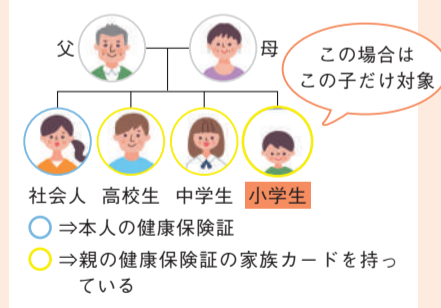 父
母
この場合は
この子だけ対象
社会人 高校生 中学生 小学生
⇒本人の健康保険証
⇒親の健康保険証の家族カードを持っ
ている